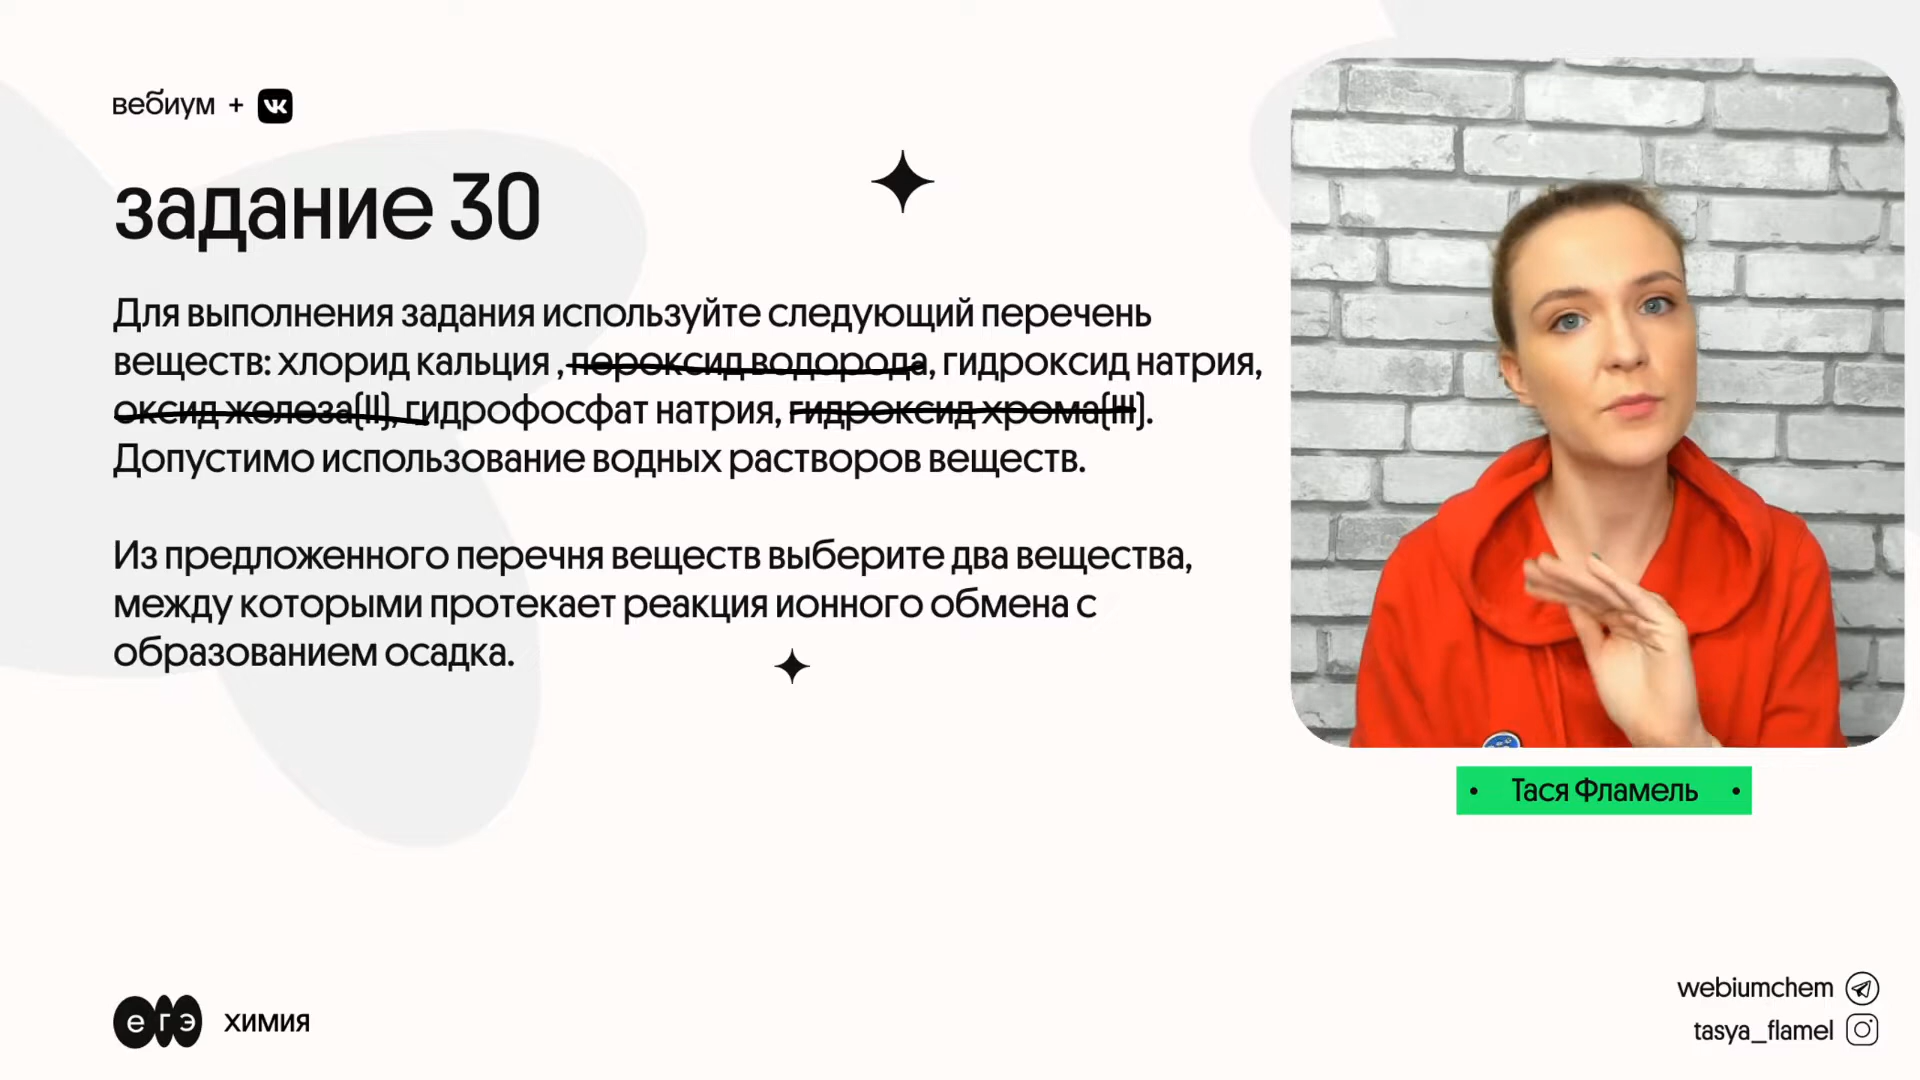 вебиум +
задание 30
Для выполнения задания используйте следующий перечень
веществ: хлорид кальция , пероксид водорода, гидроксид натрия,
оксид железа(II), гидрофосфат натрия, гидроксид хрома(III).
Допустимо использование водных растворов веществ.
Из предложенного перечня веществ выберите два вещества,
между которыми протекает реакция ионного обмена с
образованием осадка.
• Тася Фламель •
егэ химия
webiumchem
tasya_flamel